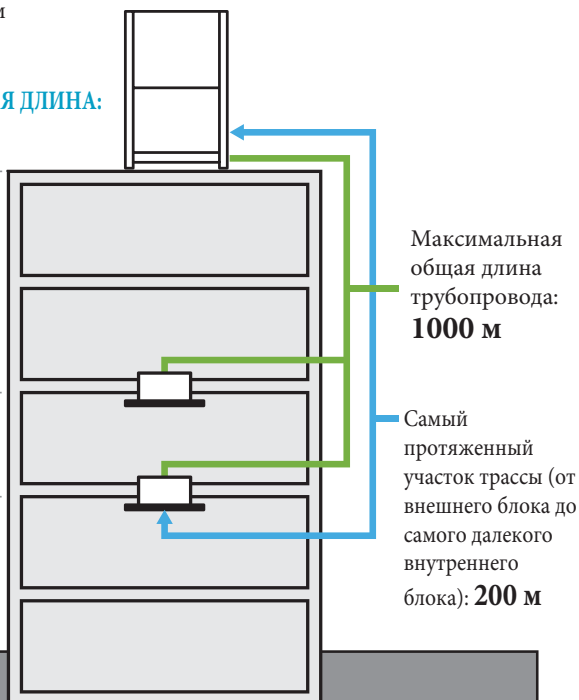 м
Я ДЛИНА:
Максимальная
общая длина
трубопровода:
1000 м
Самый
протяженный
участок трассы (от
внешнего блока до
самого далекого
внутреннего
блока): 200 м